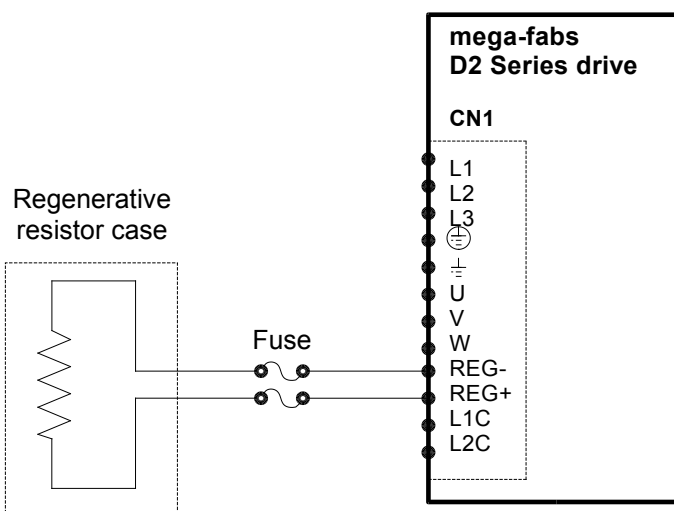 mega-fabs
D2 Series drive
CN1
L1
L2
L3
U
V
W
REG-
REG+
L1C
L2C
Regenerative
resistor case
Fuse